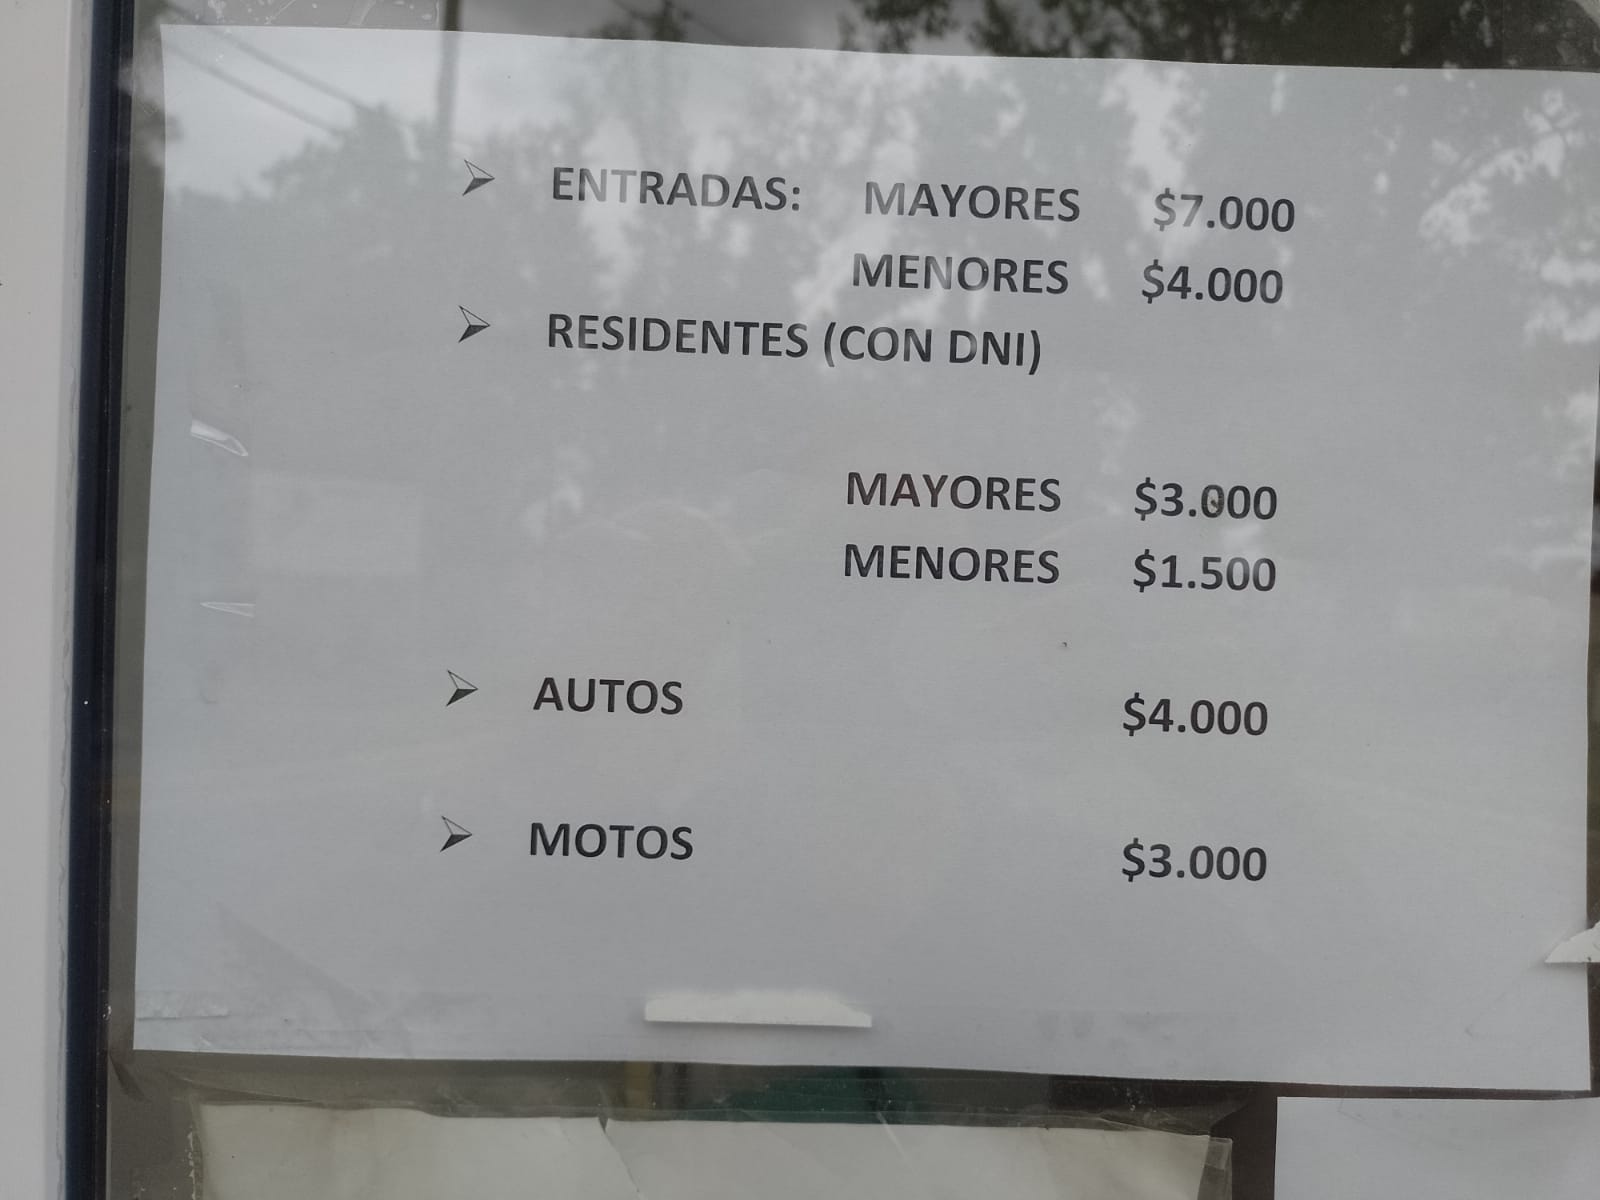 ENTRADAS: MAYORES $7.000
MENORES $4.000
RESIDENTES (CON DNI)
MAYORES $3.000
MENORES $1.500
AUTOS $4.000
MOTOS $3.000